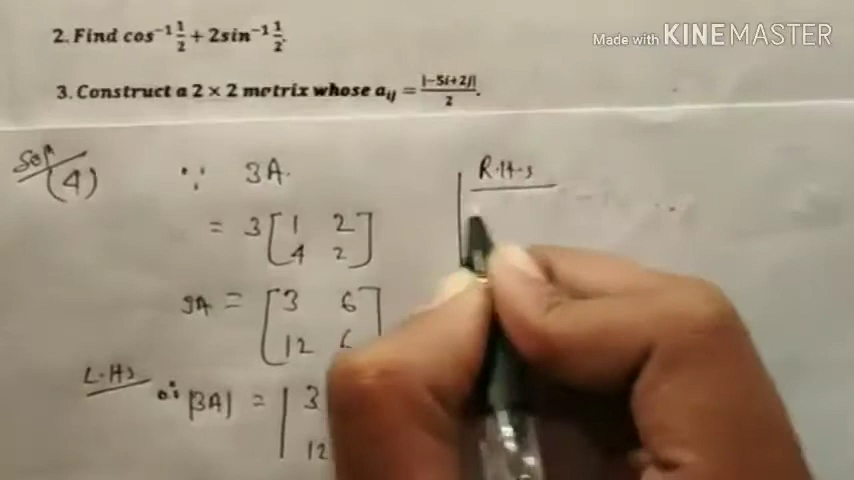 Made with KINEMASTER
2. Find cos⁻¹ 1/2 + 2sin⁻¹ 1/2.
3. Construct a 2 × 2 metrix whose aᵢⱼ = |−5i+2j|/2.
Sol (4) ∵ 3A.
= 3 [1 2
4 2]
3A = [3 6
12 6
L.H.S ∴ |3A| = | 3
12
R.H.S